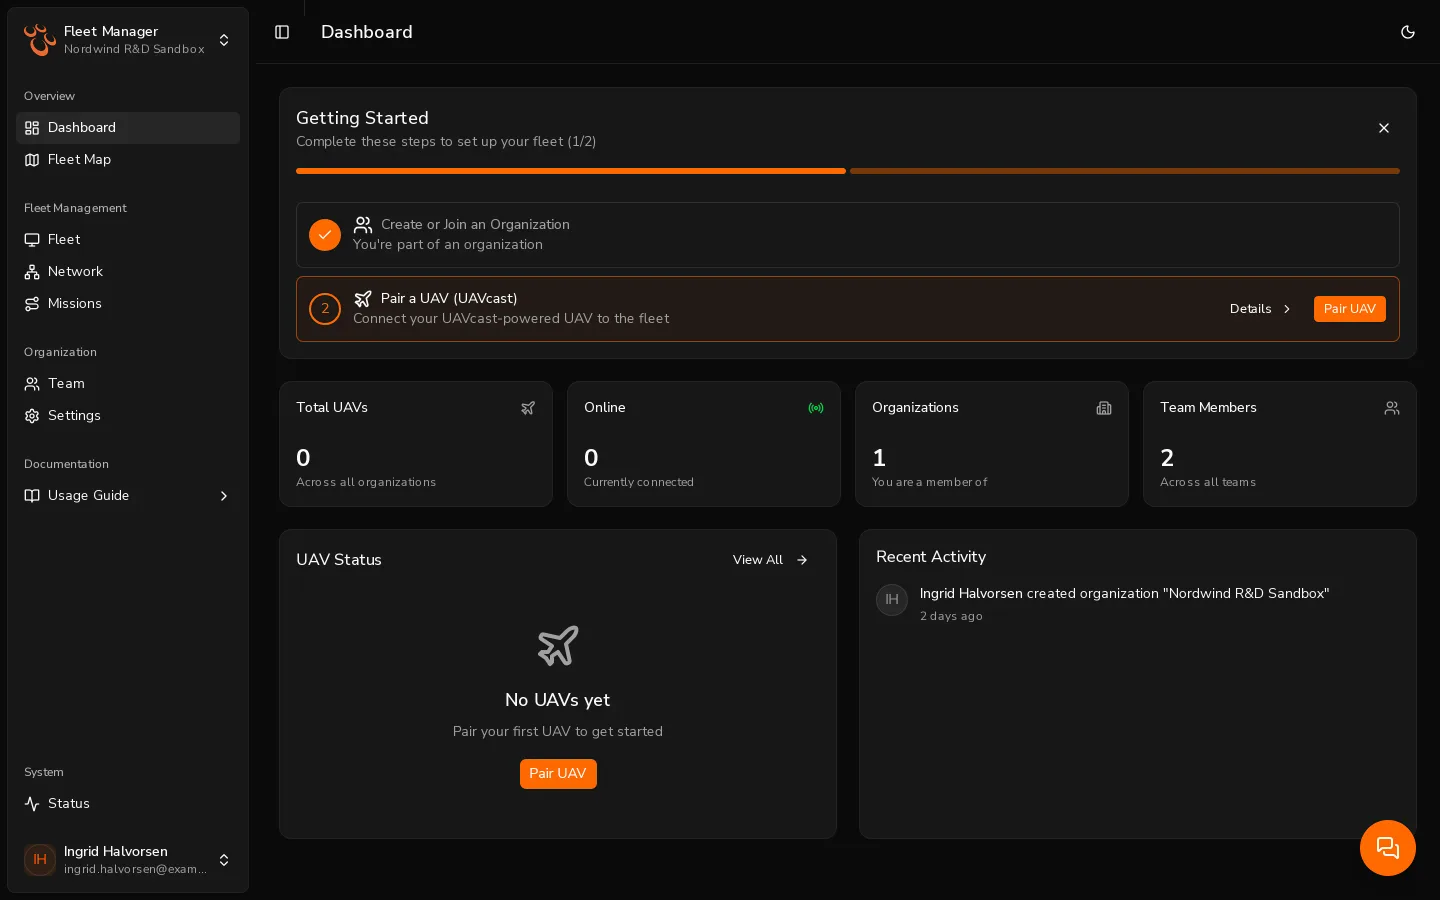 Fleet Manager
Nordwind R&D Sandbox
Overview
Dashboard
Fleet Map
Fleet Management
Fleet
Network
Missions
Organization
Team
Settings
Documentation
Usage Guide
System
Status
IH
Ingrid Halvorsen
ingrid.halvorsen@exam...
Dashboard
Getting Started
Complete these steps to set up your fleet (1/2)
Create or Join an Organization
You're part of an organization
2
Pair a UAV (UAVcast)
Connect your UAVcast-powered UAV to the fleet
Details
Pair UAV
Total UAVs
0
Across all organizations
Online
0
Currently connected
Organizations
1
You are a member of
Team Members
2
Across all teams
UAV Status
View All
No UAVs yet
Pair your first UAV to get started
Pair UAV
Recent Activity
IH
Ingrid Halvorsen created organization "Nordwind R&D Sandbox"
2 days ago